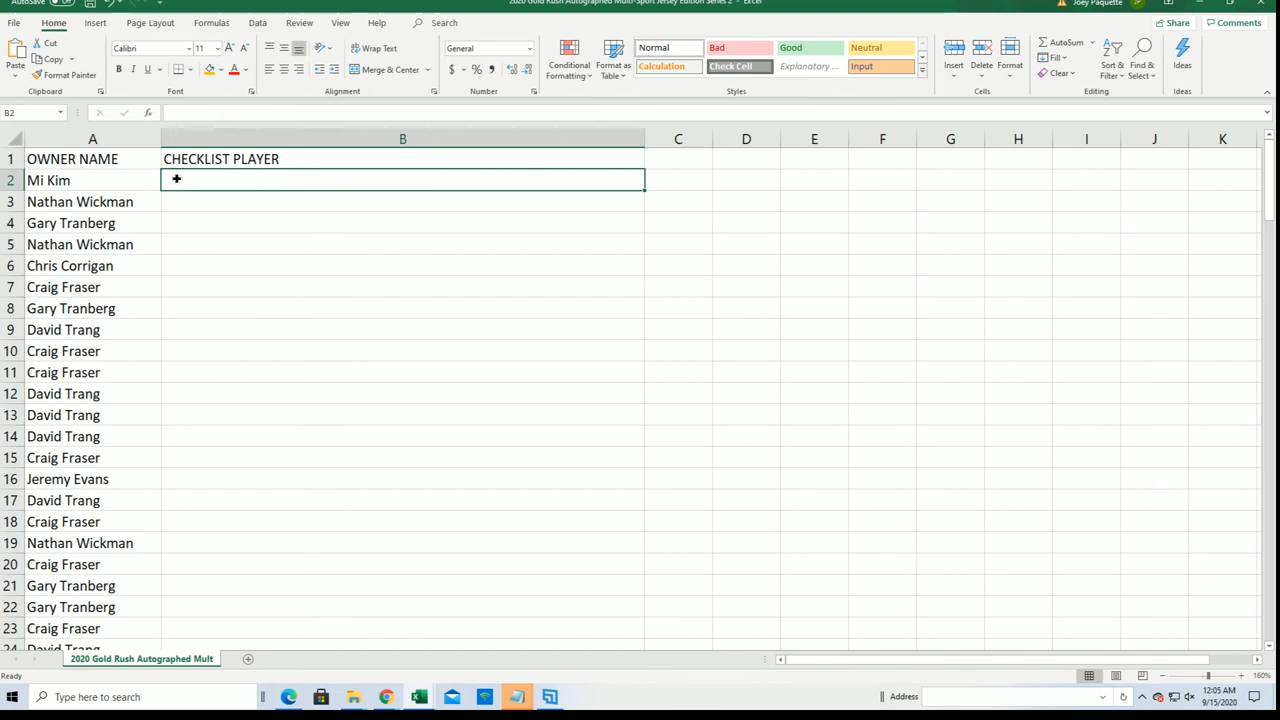 AutoSave
2020 Gold Rush Autographed Multi-Sport Jersey Edition Series 2 - Excel
Joey Paquette
JP
File Home Insert Page Layout Formulas Data Review View Help Search
Share Comments
Paste
Cut
Copy
Format Painter
Clipboard
Calibri 11
B I U
Font
Wrap Text
Merge & Center
Alignment
General
$ % ,
Number
Conditional Formatting
Format as Table
Normal Bad Good Neutral
Calculation Check Cell Explanatory ... Input
Styles
Insert Delete Format
Cells
AutoSum
Fill
Clear
Sort & Filter
Find & Select
Editing
Ideas
Ideas
B2 fx
A B C D E F G H I J K
1 OWNER NAME CHECKLIST PLAYER
2 Mi Kim
3 Nathan Wickman
4 Gary Tranberg
5 Nathan Wickman
6 Chris Corrigan
7 Craig Fraser
8 Gary Tranberg
9 David Trang
10 Craig Fraser
11 Craig Fraser
12 David Trang
13 David Trang
14 David Trang
15 Craig Fraser
16 Jeremy Evans
17 David Trang
18 Craig Fraser
19 Nathan Wickman
20 Craig Fraser
21 Gary Tranberg
22 Gary Tranberg
23 Craig Fraser
24 David Trang
2020 Gold Rush Autographed Mult
Ready
160%
Type here to search
Address
12:05 AM
9/15/2020